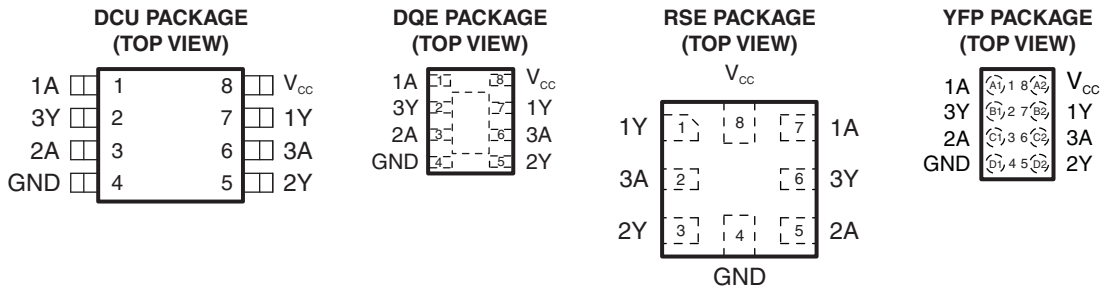 DCU PACKAGE
(TOP VIEW)
1A 1 8 Vcc
3Y 2 7 1Y
2A 3 6 3A
GND 4 5 2Y
DQE PACKAGE
(TOP VIEW)
1A 1 8 Vcc
3Y 2 7 1Y
2A 3 6 3A
GND 4 5 2Y
RSE PACKAGE
(TOP VIEW)
Vcc
1Y 1 8 7 1A
3A 2 6 3Y
2Y 3 4 5 2A
GND
YFP PACKAGE
(TOP VIEW)
1A A1 1 8 A2 Vcc
3Y B1 2 7 B2 1Y
2A C1 3 6 C2 3A
GND D1 4 5 D2 2Y